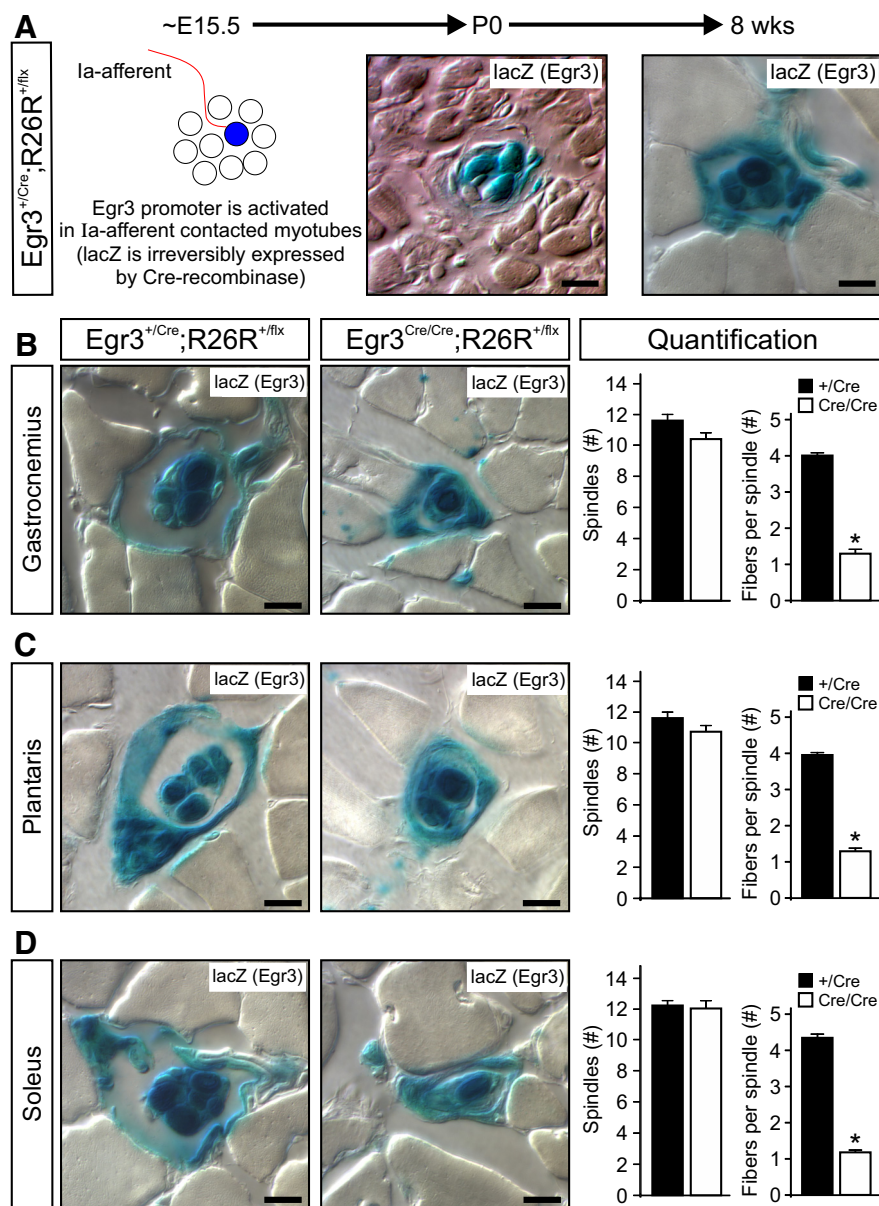 A
~E15.5
P0
8 wks
Egr3+/Cre;R26R+/flx
Ia-afferent
Egr3 promoter is activated
in Ia-afferent contacted myotubes
(lacZ is irreversibly expressed
by Cre-recombinase)
lacZ (Egr3)
lacZ (Egr3)
B
Egr3+/Cre;R26R+/flx
Egr3Cre/Cre;R26R+/flx
Quantification
Gastrocnemius
lacZ (Egr3)
lacZ (Egr3)
Spindles (#)
14
12
10
8
6
4
2
0
Fibers per spindle (#)
+/Cre
Cre/Cre
5
4
3
2
1
0
*
C
Plantaris
lacZ (Egr3)
lacZ (Egr3)
Spindles (#)
14
12
10
8
6
4
2
0
Fibers per spindle (#)
+/Cre
Cre/Cre
5
4
3
2
1
0
*
D
Soleus
lacZ (Egr3)
lacZ (Egr3)
Spindles (#)
14
12
10
8
6
4
2
0
Fibers per spindle (#)
+/Cre
Cre/Cre
5
4
3
2
1
0
*